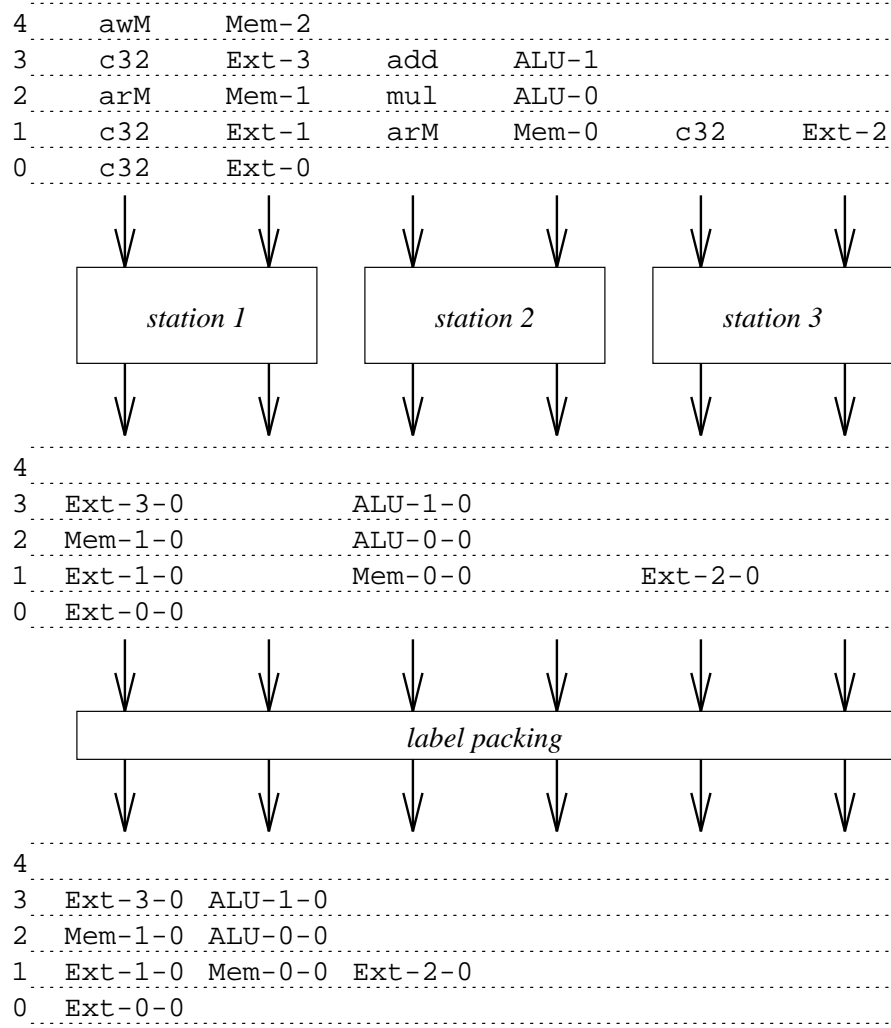 4 awM Mem-2
3 c32 Ext-3 add ALU-1
2 arM Mem-1 mul ALU-0
1 c32 Ext-1 arM Mem-0 c32 Ext-2
0 c32 Ext-0
station 1 station 2 station 3
4
3 Ext-3-0 ALU-1-0
2 Mem-1-0 ALU-0-0
1 Ext-1-0 Mem-0-0 Ext-2-0
0 Ext-0-0
label packing
4
3 Ext-3-0 ALU-1-0
2 Mem-1-0 ALU-0-0
1 Ext-1-0 Mem-0-0 Ext-2-0
0 Ext-0-0